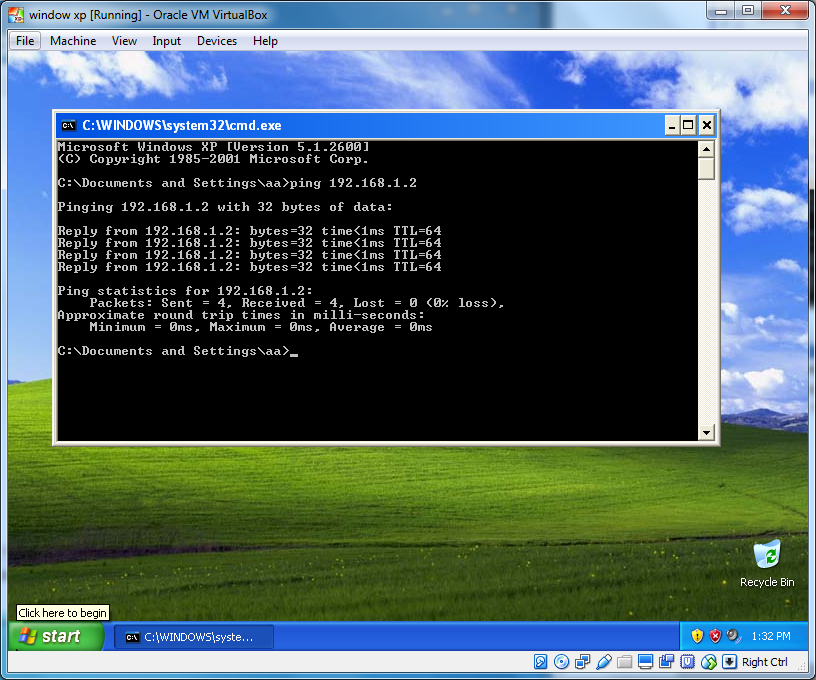 window xp [Running] - Oracle VM VirtualBox
File Machine View Input Devices Help
C:\WINDOWS\system32\cmd.exe
Microsoft Windows XP [Version 5.1.2600]
(C) Copyright 1985-2001 Microsoft Corp.
C:\Documents and Settings\aa>ping 192.168.1.2
Pinging 192.168.1.2 with 32 bytes of data:
Reply from 192.168.1.2: bytes=32 time<1ms TTL=64
Reply from 192.168.1.2: bytes=32 time<1ms TTL=64
Reply from 192.168.1.2: bytes=32 time<1ms TTL=64
Reply from 192.168.1.2: bytes=32 time<1ms TTL=64
Ping statistics for 192.168.1.2:
Packets: Sent = 4, Received = 4, Lost = 0 (0% loss),
Approximate round trip times in milli-seconds:
Minimum = 0ms, Maximum = 0ms, Average = 0ms
C:\Documents and Settings\aa>_
Recycle Bin
Click here to begin
start C:\WINDOWS\syste... 1:32 PM
Right Ctrl